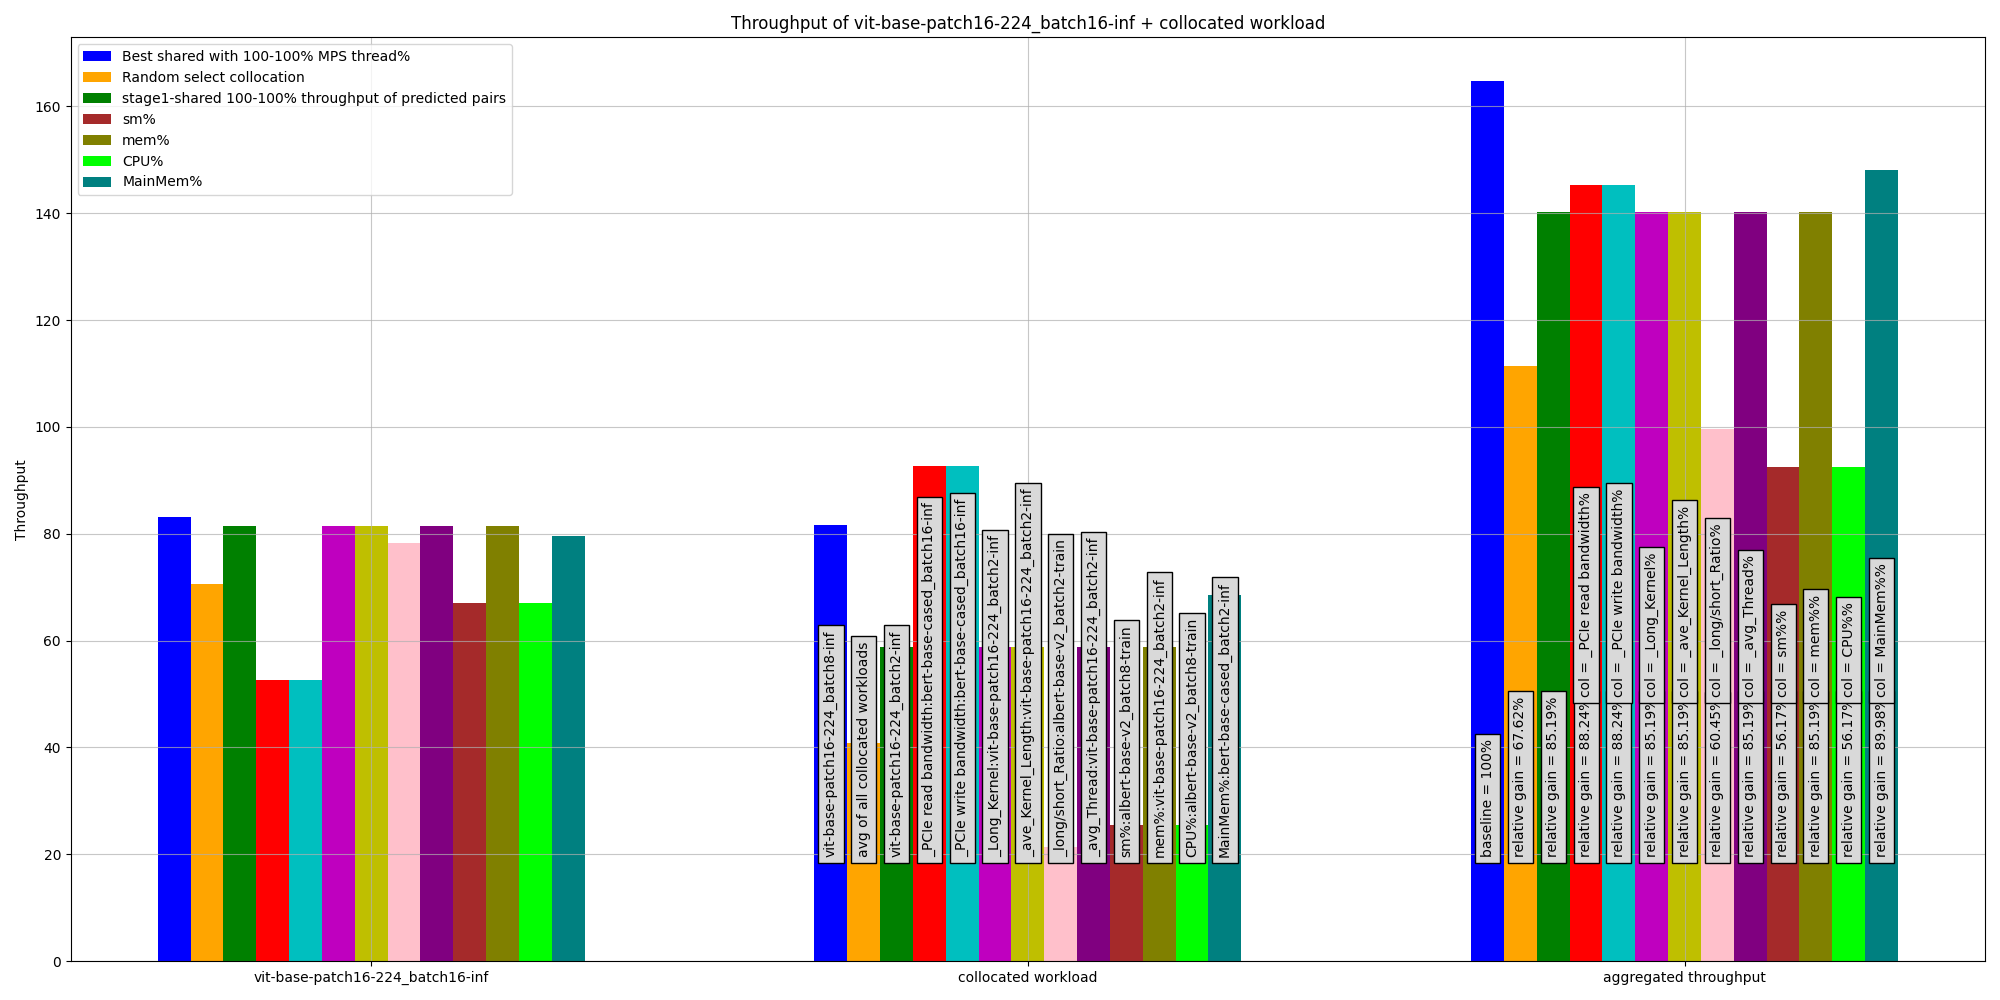 Throughput of vit-base-patch16-224_batch16-inf + collocated workload
Best shared with 100-100% MPS thread%
Random select collocation
stage1-shared 100-100% throughput of predicted pairs
sm%
mem%
CPU%
MainMem%
Throughput
160
140
120
100
80
60
40
20
0
vit-base-patch16-224_batch8-inf
avg of all collocated workloads
vit-base-patch16-224_batch2-inf
_PCIe read bandwidth:bert-base-cased_batch16-inf
_PCIe write bandwidth:bert-base-cased_batch16-inf
_Long_Kernel:vit-base-patch16-224_batch2-inf
_ave_Kernel_Length:vit-base-patch16-224_batch2-inf
_long/short_Ratio:albert-base-v2_batch2-train
_avg_Thread:vit-base-patch16-224_batch2-inf
sm%:albert-base-v2_batch8-train
mem%:vit-base-patch16-224_batch2-inf
CPU%:albert-base-v2_batch8-train
MainMem%:bert-base-cased_batch2-inf
baseline = 100%
relative gain = 67.62%
relative gain = 85.19%
relative gain = 88.24%
col = _PCIe read bandwidth%
relative gain = 88.24%
col = _PCIe write bandwidth%
relative gain = 85.19%
col = _Long_Kernel%
relative gain = 85.19%
col = _ave_Kernel_Length%
relative gain = 60.45%
col = _long/short_Ratio%
relative gain = 85.19%
col = _avg_Thread%
relative gain = 56.17%
col = sm%%
relative gain = 85.19%
col = mem%%
relative gain = 56.17%
col = CPU%%
relative gain = 89.98%
col = MainMem%%
vit-base-patch16-224_batch16-inf
collocated workload
aggregated throughput